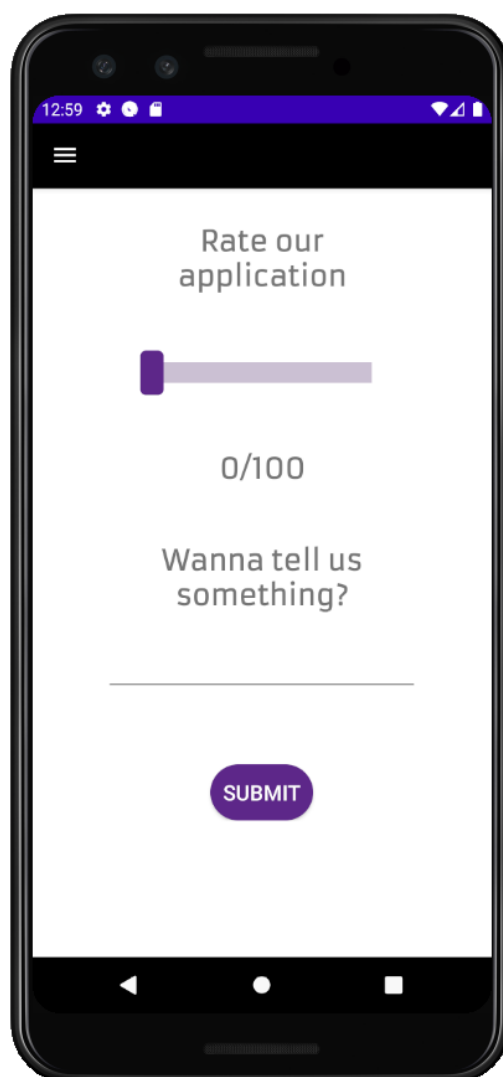 12:59
Rate our
application
0/100
Wanna tell us
something?
SUBMIT